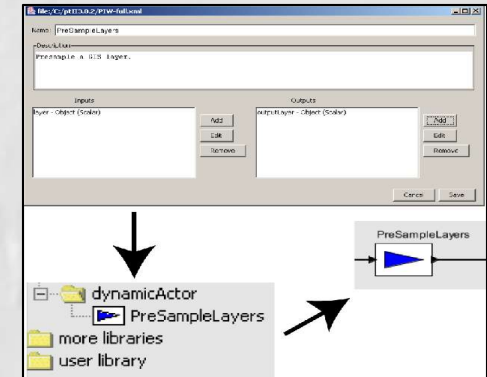 file:/C:/ptII3.0.2/PIW-full.xml
Name: PreSampleLayers
Description
Presample a GIS layer.
Inputs
Outputs
layer - Object (Scalar)
Add
Edit
Remove
outputLayer - Object (Scalar)
Add
Edit
Remove
Cancel
Save
PreSampleLayers
dynamicActor
PreSampleLayers
more libraries
user library